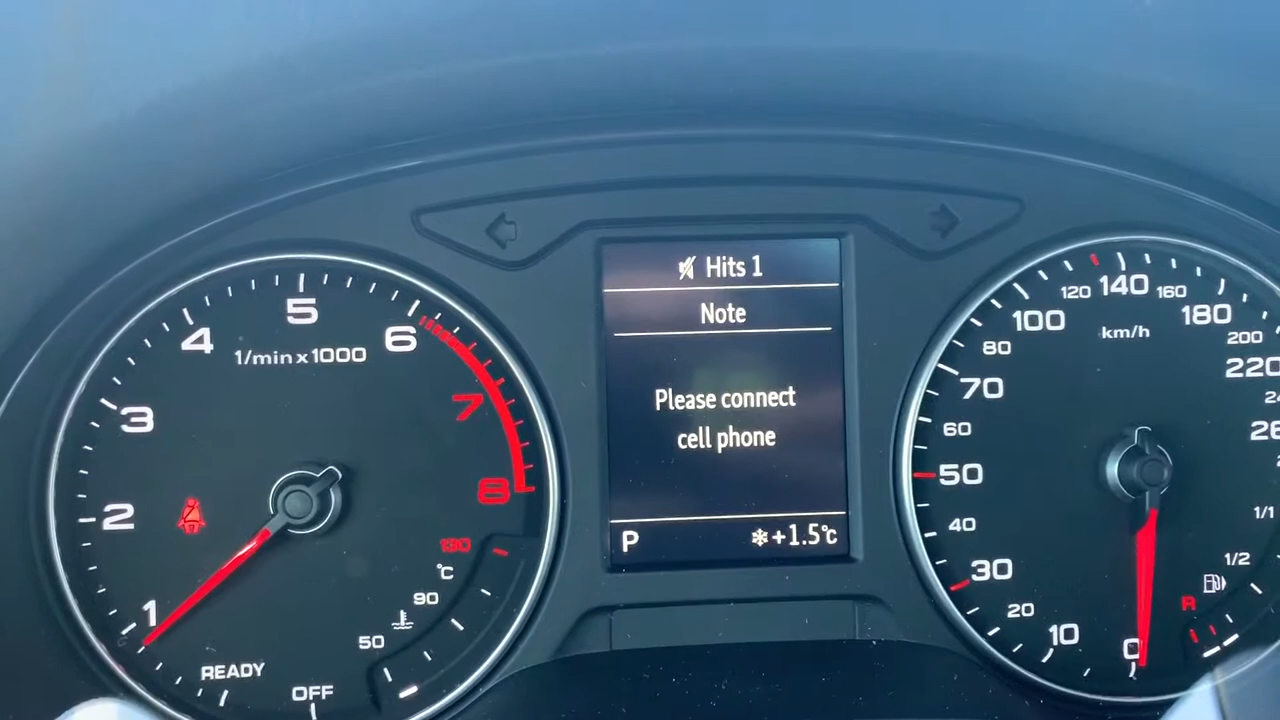 Hits 1
Note
Please connect
cell phone
P
+1.5°C
1
2
3
4
5
6
7
8
1/min x 1000
READY
OFF
130
°C
90
50
0
10
20
30
40
50
60
70
80
100
120
140
160
180
200
220
km/h
1/1
1/2
R